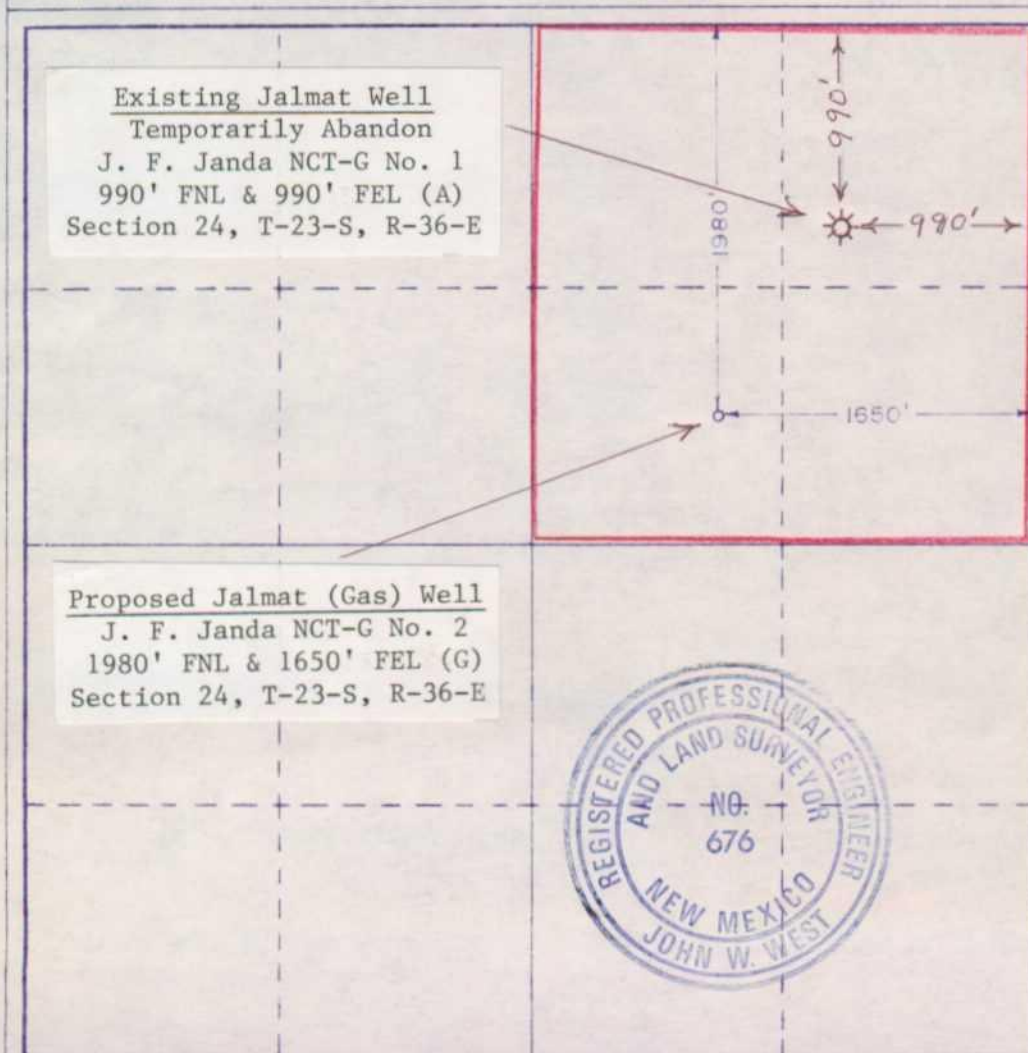 Existing Jalmat Well
Temporarily Abandon
J. F. Janda NCT-G No. 1
990' FNL & 990' FEL (A)
Section 24, T-23-S, R-36-E
990'
990'
1980'
1650'
Proposed Jalmat (Gas) Well
J. F. Janda NCT-G No. 2
1980' FNL & 1650' FEL (G)
Section 24, T-23-S, R-36-E
REGISTERED PROFESSIONAL ENGINEER
AND LAND SURVEYOR
NO.
676
NEW MEXICO
JOHN W. WEST